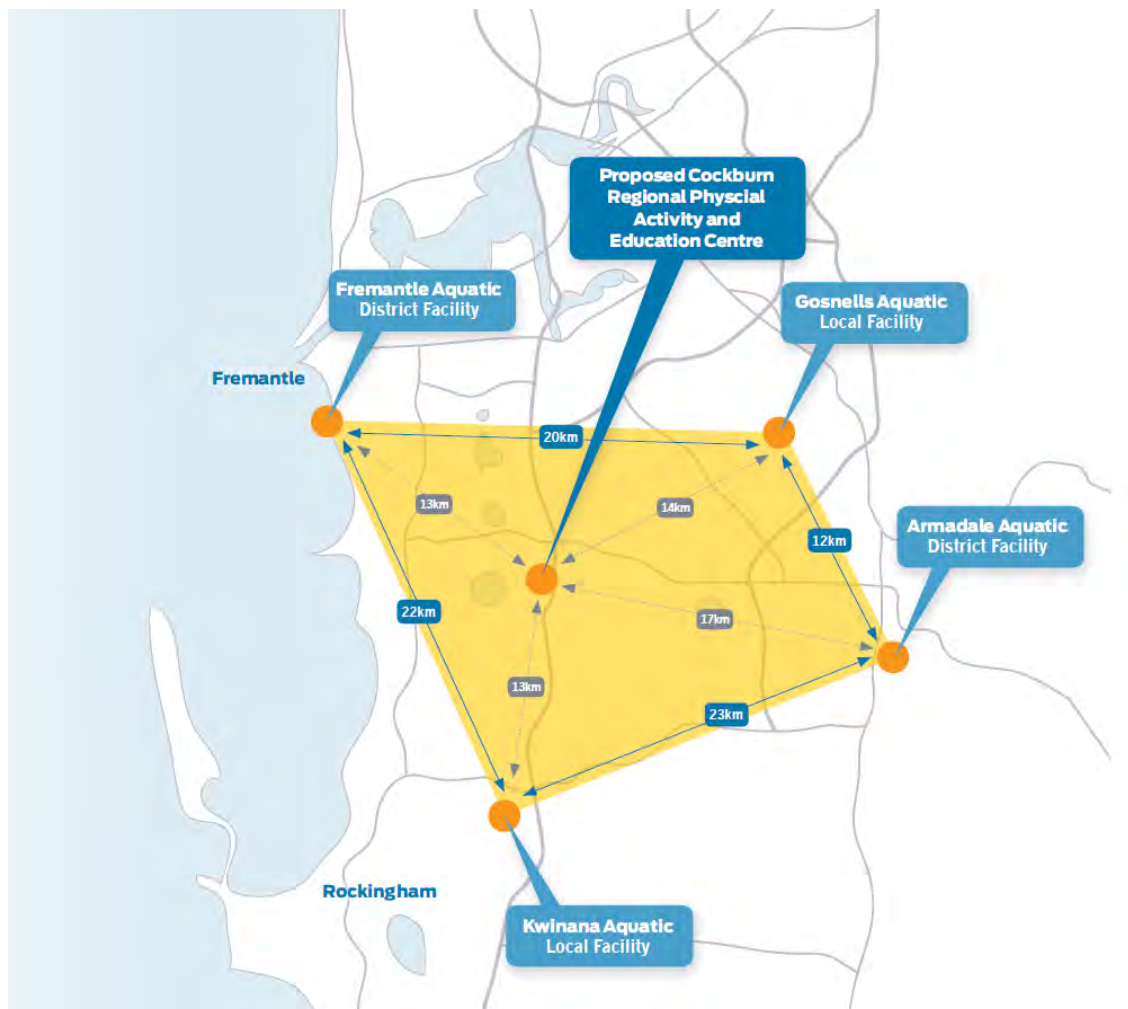 Proposed Cockburn
Regional Physcial
Activity and
Education Centre
Fremantle Aquatic
District Facility
Gosnells Aquatic
Local Facility
Fremantle
20km
13km
14km
Armadale Aquatic
District Facility
12km
22km
17km
13km
23km
Rockingham
Kwinana Aquatic
Local Facility